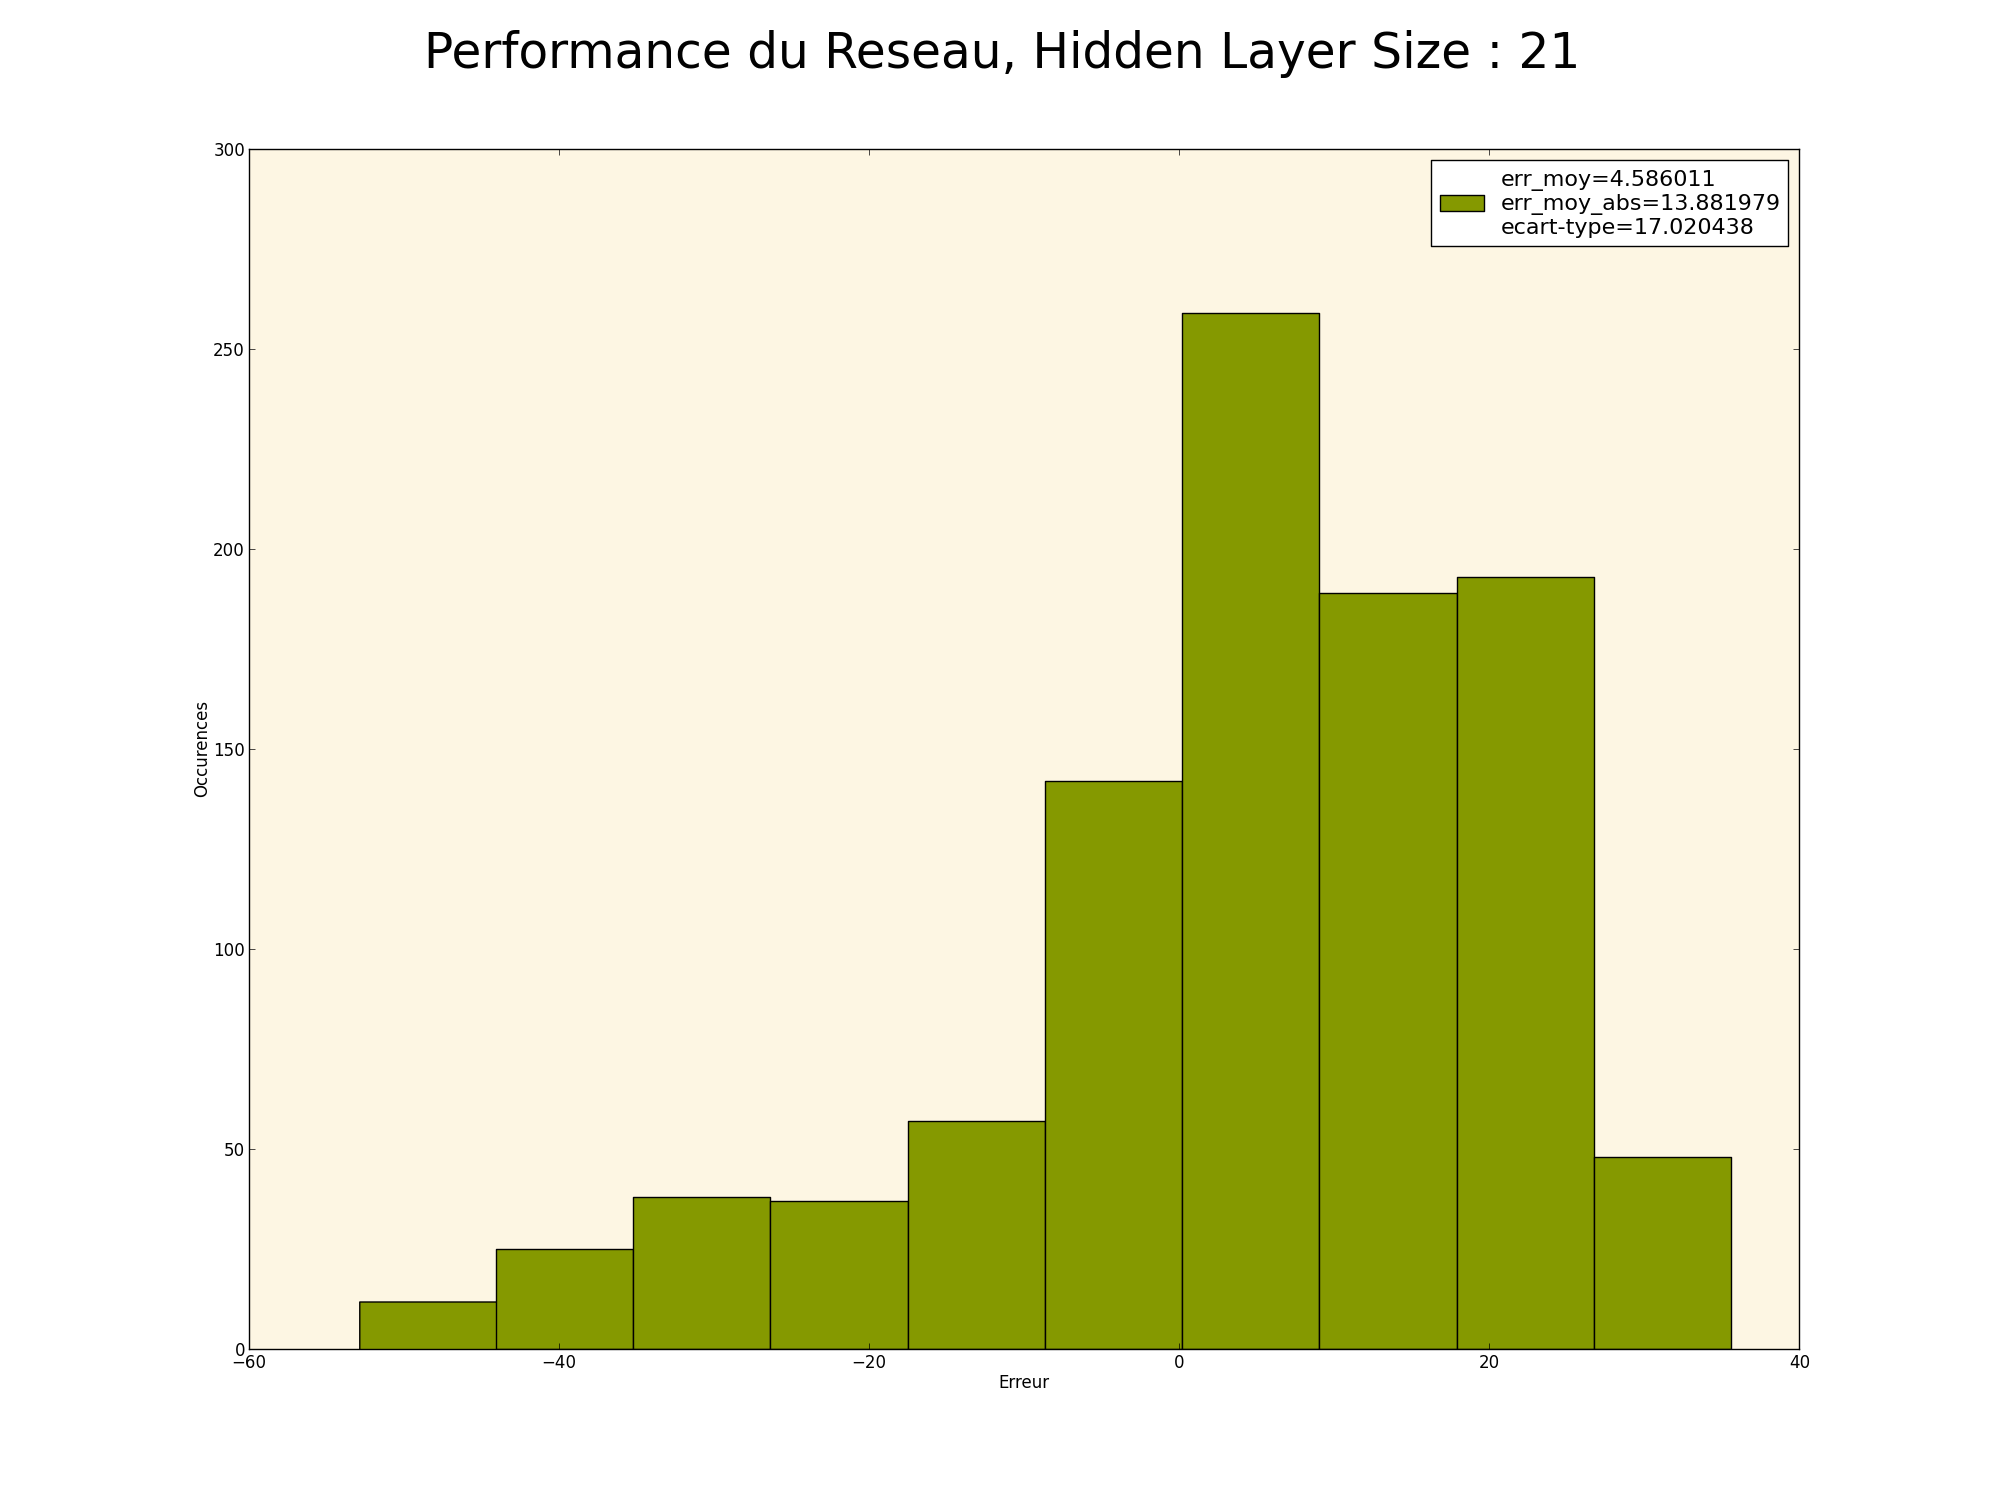 Performance du Reseau, Hidden Layer Size : 21
300
250
200
150
100
50
0
Occurences
err_moy=4.586011
err_moy_abs=13.881979
ecart-type=17.020438
−60 −40 −20 0 20 40
Erreur